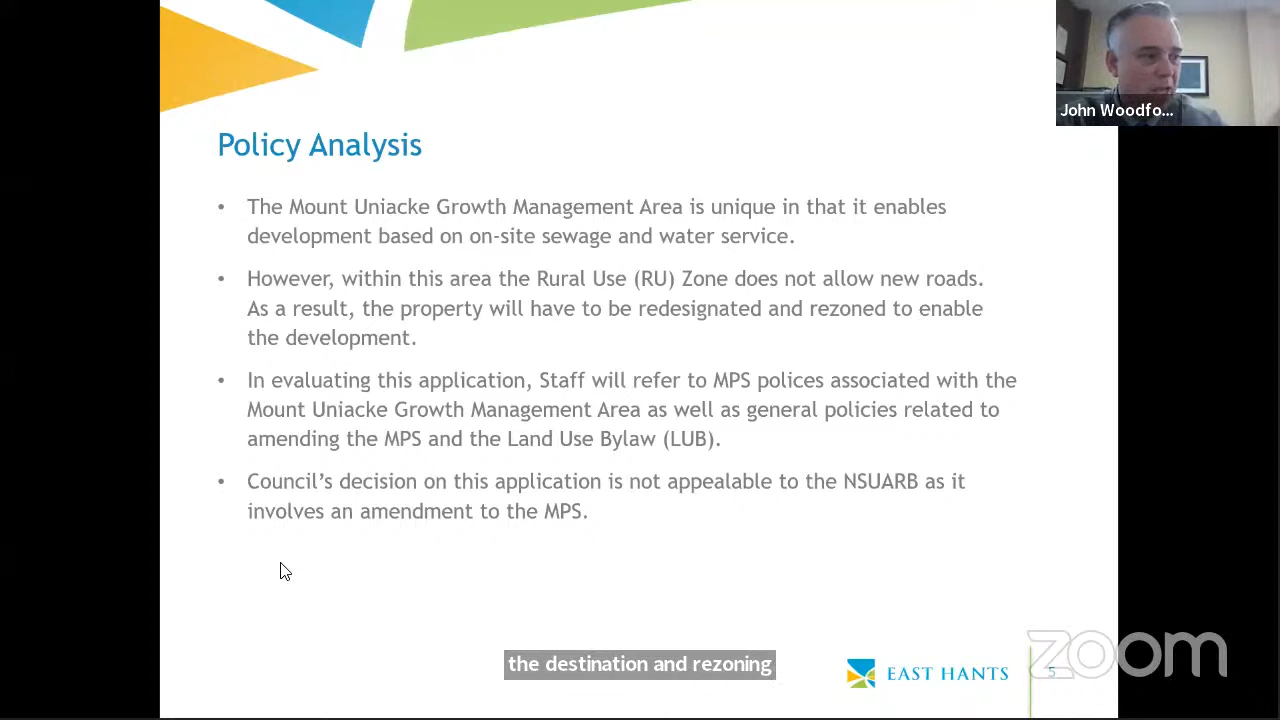 John Woodfo...
Policy Analysis
• The Mount Uniacke Growth Management Area is unique in that it enables
development based on on-site sewage and water service.
• However, within this area the Rural Use (RU) Zone does not allow new roads.
As a result, the property will have to be redesignated and rezoned to enable
the development.
• In evaluating this application, Staff will refer to MPS polices associated with the
Mount Uniacke Growth Management Area as well as general policies related to
amending the MPS and the Land Use Bylaw (LUB).
• Council's decision on this application is not appealable to the NSUARB as it
involves an amendment to the MPS.
the destination and rezoning
EAST HANTS
5
zoom